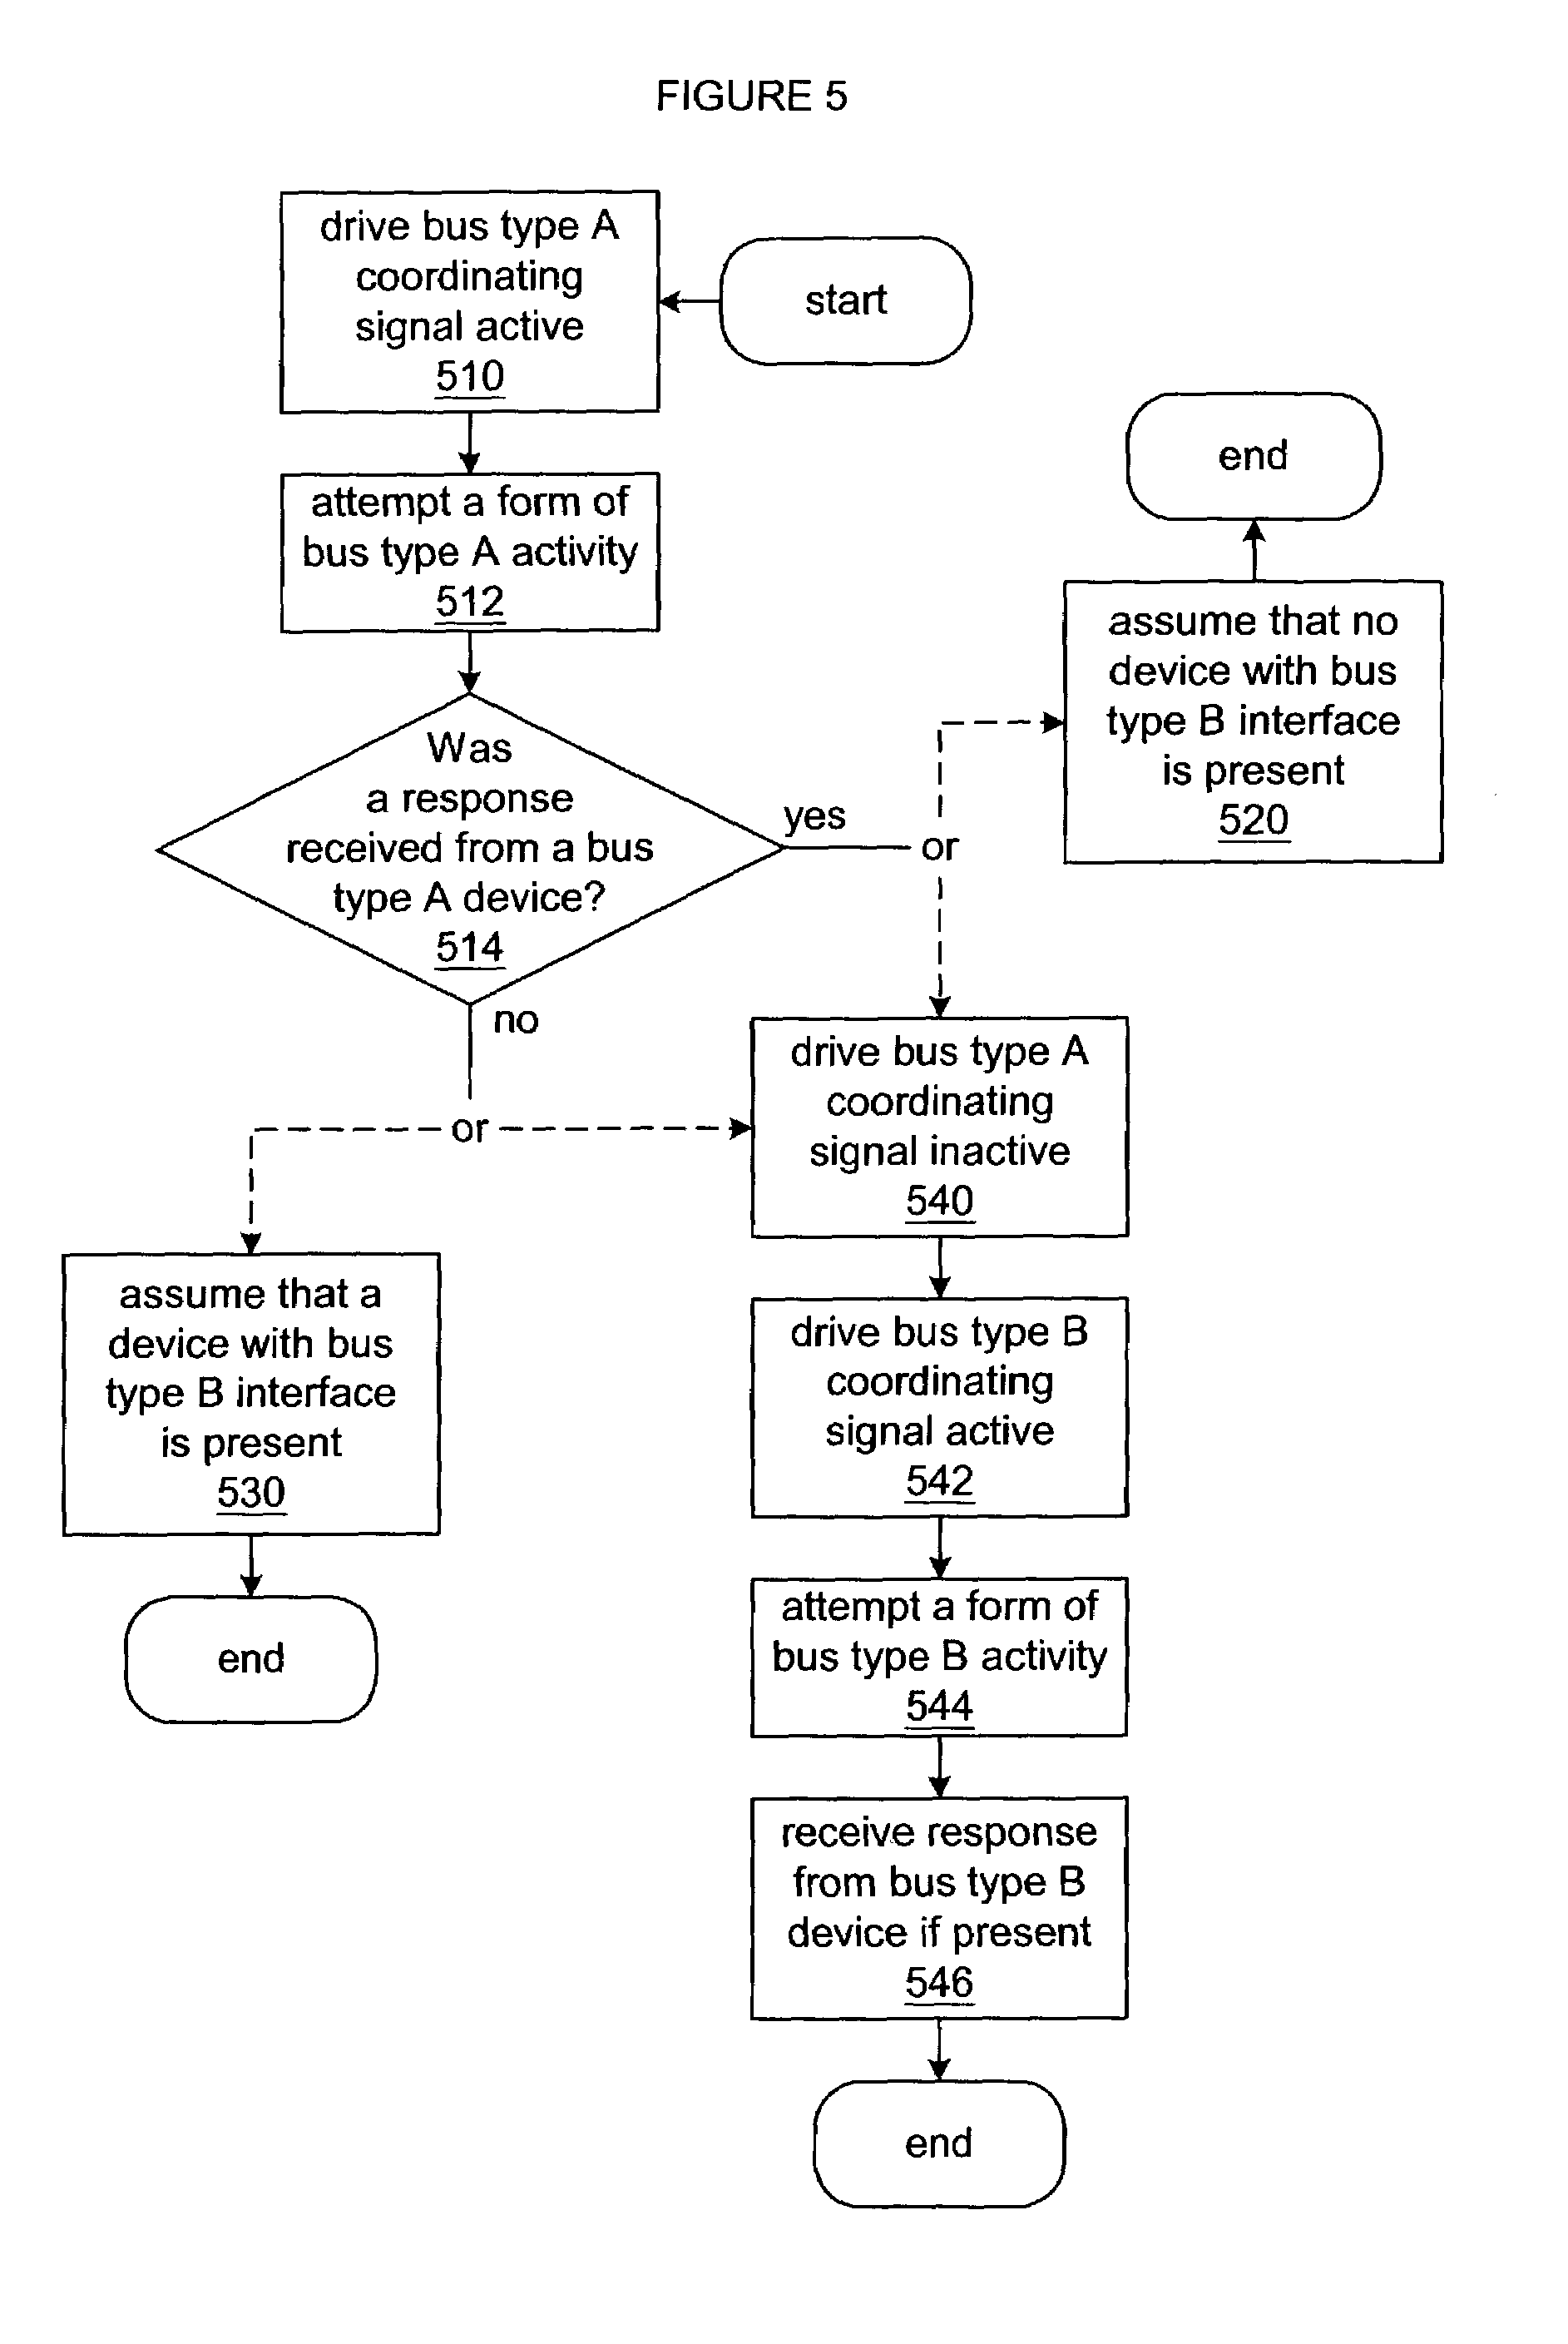 FIGURE 5
drive bus type A
coordinating
signal active
510
start
attempt a form of
bus type A activity
512
end
assume that no
device with bus
type B interface
is present
520
Was
a response
received from a bus
type A device?
514
yes
or
no
or
drive bus type A
coordinating
signal inactive
540
assume that a
device with bus
type B interface
is present
530
end
drive bus type B
coordinating
signal active
542
attempt a form of
bus type B activity
544
receive response
from bus type B
device if present
546
end